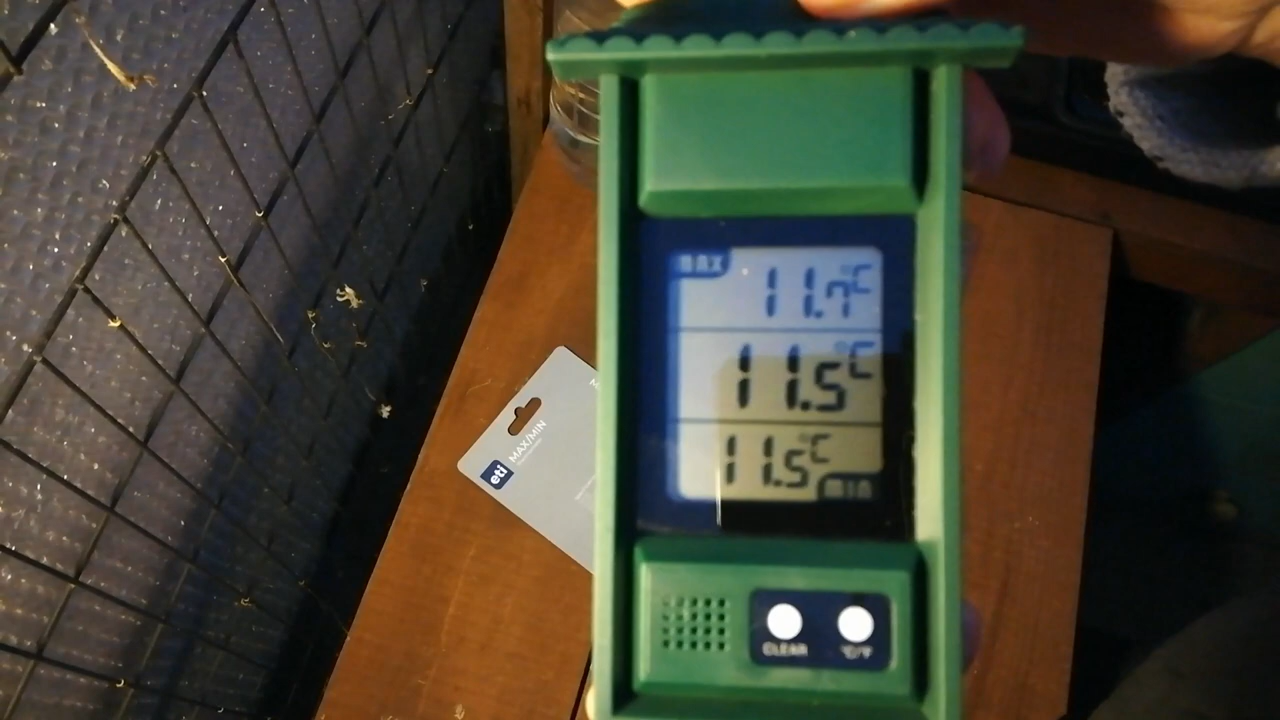 MAX
11.7°C
11.5°C
11.5°C
MIN
CLEAR
°C/°F
eti
MAX/MIN